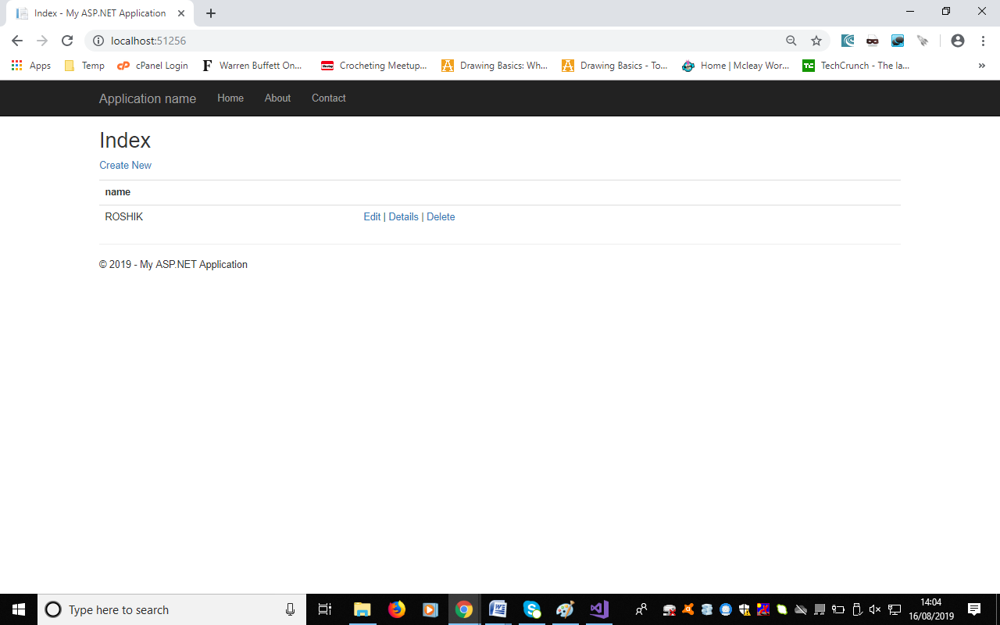 Index - My ASP.NET Application
localhost:51256
Apps Temp cPanel Login Warren Buffett On... Crocheting Meetup... Drawing Basics: Wh... Drawing Basics - To... Home | Mcleay Wor... TechCrunch - The la... »
Application name Home About Contact
Index
Create New
name
ROSHIK Edit | Details | Delete
© 2019 - My ASP.NET Application
Type here to search
14:04
16/08/2019